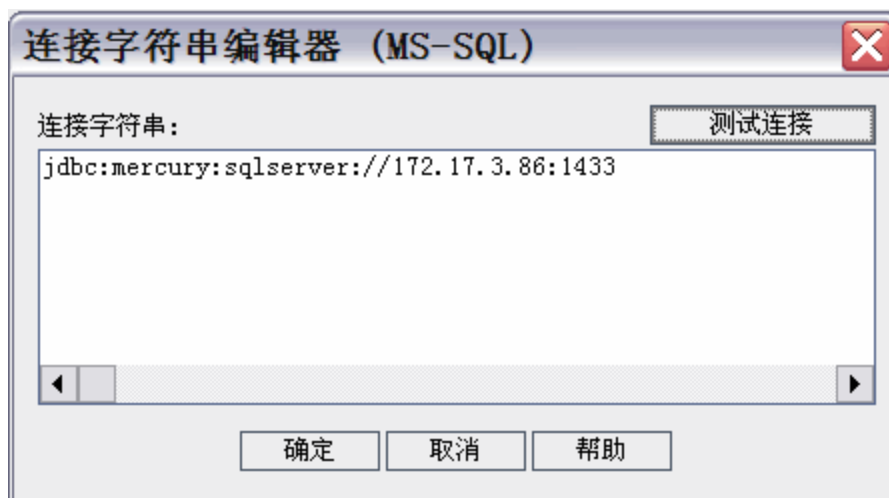 连接字符串编辑器 (MS-SQL)
连接字符串:
测试连接
jdbc:mercury:sqlserver://172.17.3.86:1433
确定
取消
帮助